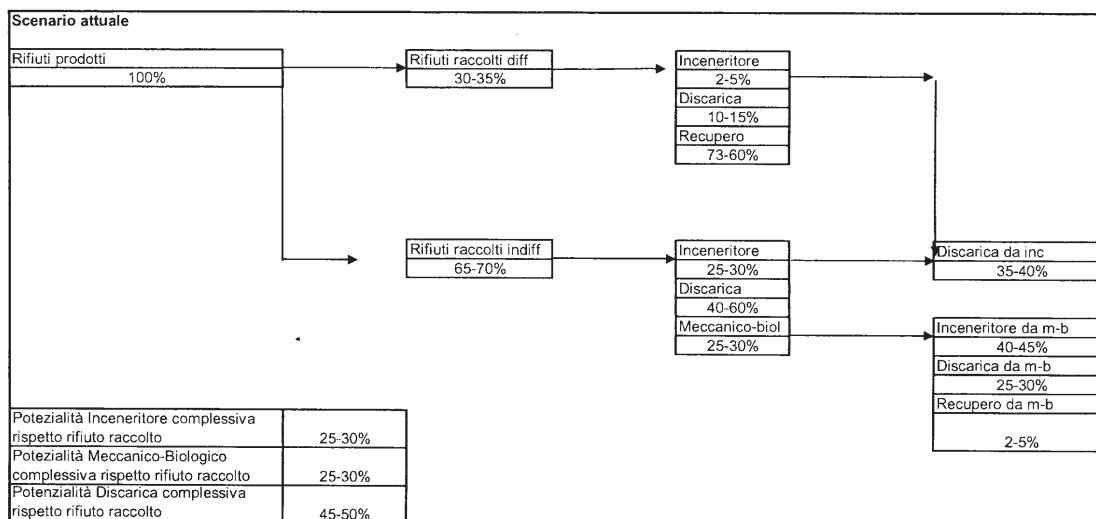 Scenario attuale
Rifiuti prodotti
100%
Rifiuti raccolti diff
30-35%
Inceneritore
2-5%
Discarica
10-15%
Recupero
73-60%
Rifiuti raccolti indiff
65-70%
Inceneritore
25-30%
Discarica
40-60%
Meccanico-biol
25-30%
Discarica da inc
35-40%
Inceneritore da m-b
40-45%
Discarica da m-b
25-30%
Recupero da m-b
2-5%
Potezialità Inceneritore complessiva
rispetto rifiuto raccolto
25-30%
Potezialità Meccanico-Biologico
complessiva rispetto rifiuto raccolto
25-30%
Potenzialità Discarica complessiva
rispetto rifiuto raccolto
45-50%